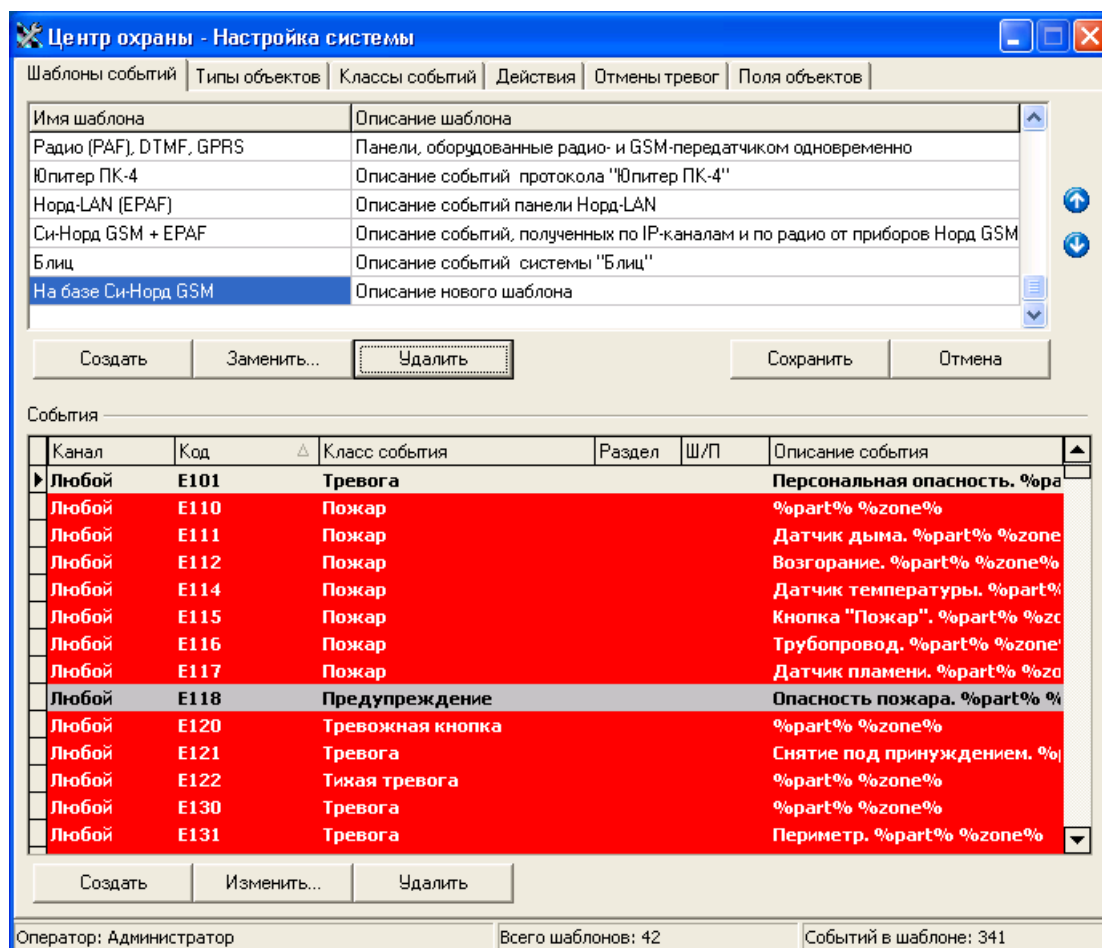 Центр охраны - Настройка системы
Шаблоны событий Типы объектов Классы событий Действия Отмены тревог Поля объектов
Имя шаблона Описание шаблона
Радио (PAF), DTMF, GPRS Панели, оборудованные радио- и GSM-передатчиком одновременно
Юпитер ПК-4 Описание событий протокола "Юпитер ПК-4"
Норд-LAN (EPAF) Описание событий панели Норд-LAN
Си-Норд GSM + EPAF Описание событий, полученных по IP-каналам и по радио от приборов Норд GSM
Блиц Описание событий системы "Блиц"
На базе Си-Норд GSM Описание нового шаблона
Создать Заменить... Удалить Сохранить Отмена
События
Канал Код Класс события Раздел Ш/П Описание события
Любой E101 Тревога Персональная опасность. %pa
Любой E110 Пожар %part% %zone%
Любой E111 Пожар Датчик дыма. %part% %zone
Любой E112 Пожар Возгорание. %part% %zone%
Любой E114 Пожар Датчик температуры. %part%
Любой E115 Пожар Кнопка "Пожар". %part% %zo
Любой E116 Пожар Трубопровод. %part% %zone
Любой E117 Пожар Датчик пламени. %part% %zo
Любой E118 Предупреждение Опасность пожара. %part% %
Любой E120 Тревожная кнопка %part% %zone%
Любой E121 Тревога Снятие под принуждением. %
Любой E122 Тихая тревога %part% %zone%
Любой E130 Тревога %part% %zone%
Любой E131 Тревога Периметр. %part% %zone%
Создать Изменить... Удалить
Оператор: Администратор Всего шаблонов: 42 Событий в шаблоне: 341